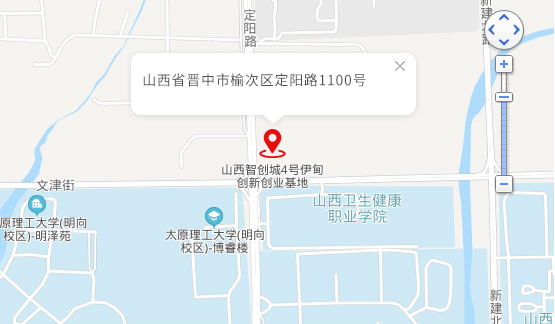 定阳路
新建北路
山西省晋中市榆次区定阳路1100号
山西智创城4号伊甸
创新创业基地
文津街
山西卫生健康
职业学院
原理工大学(明向
校区)-明泽苑
太原理工大学(明向
校区)-博睿楼
新建北
山西